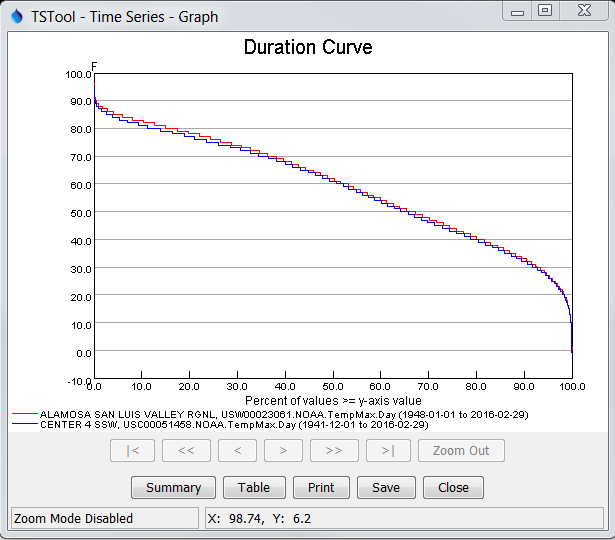 TSTool - Time Series - Graph
Duration Curve
F
100.0
90.0
80.0
70.0
60.0
50.0
40.0
30.0
20.0
10.0
0.0
-10.0
0.0 10.0 20.0 30.0 40.0 50.0 60.0 70.0 80.0 90.0 100.0
Percent of values >= y-axis value
ALAMOSA SAN LUIS VALLEY RGNL, USW00023061.NOAA.TempMax.Day (1948-01-01 to 2016-02-29)
CENTER 4 SSW, USC00051458.NOAA.TempMax.Day (1941-12-01 to 2016-02-29)
|< << < > >> >| Zoom Out
Summary Table Print Save Close
Zoom Mode Disabled X: 98.74, Y: 6.2